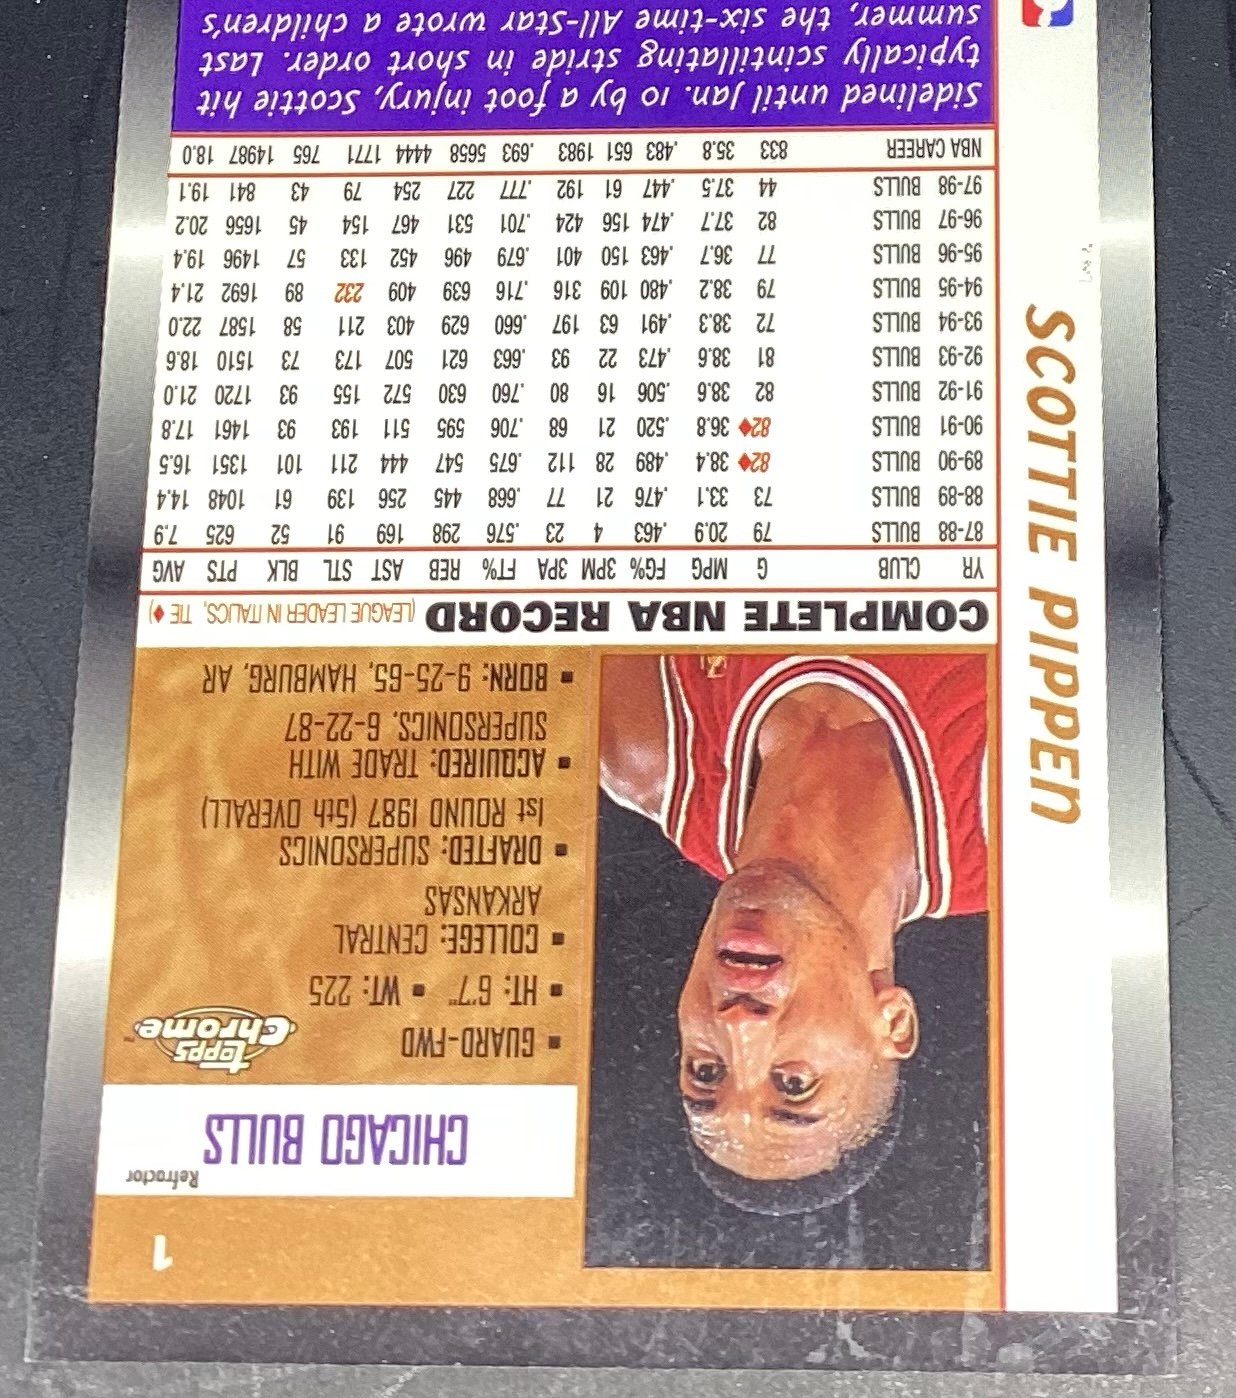 1
Refractor
CHICAGO BULLS
Topps Chrome™
▪ GUARD-FWD
▪ HT: 6'7" ▪ WT: 225
▪ COLLEGE: CENTRAL
ARKANSAS
▪ DRAFTED: SUPERSONICS
1st ROUND 1987 (5th OVERALL)
▪ ACQUIRED: TRADE WITH
SUPERSONICS, 6-22-87
▪ BORN: 9-25-65, HAMBURG, AR
SCOTTIE PIPPEN
COMPLETE NBA RECORD (LEAGUE LEADER IN ITALICS, TIE ♦)
YR CLUB G MPG FG% 3PM 3PA FT% REB AST STL BLK PTS AVG
87-88 BULLS 79 20.9 .463 4 23 .576 298 169 91 52 625 7.9
88-89 BULLS 73 33.1 .476 21 77 .668 445 256 139 61 1048 14.4
89-90 BULLS 82♦ 38.4 .489 28 112 .675 547 444 211 101 1351 16.5
90-91 BULLS 82♦ 36.8 .520 21 68 .706 595 511 193 93 1461 17.8
91-92 BULLS 82 38.6 .506 16 80 .760 630 572 155 93 1720 21.0
92-93 BULLS 81 38.6 .473 22 93 .663 621 507 173 73 1510 18.6
93-94 BULLS 72 38.3 .491 63 197 .660 629 403 211 58 1587 22.0
94-95 BULLS 79 38.2 .480 109 316 .716 639 409 232 89 1692 21.4
95-96 BULLS 77 36.7 .463 150 401 .679 496 452 133 57 1496 19.4
96-97 BULLS 82 37.7 .474 156 424 .701 531 467 154 45 1656 20.2
97-98 BULLS 44 37.5 .447 61 192 .777 227 254 79 43 841 19.1
NBA CAREER 833 35.8 .483 651 1983 .693 5658 4444 1771 765 14987 18.0
Sidelined until Jan. 10 by a foot injury, Scottie hit
typically scintillating stride in short order. Last
summer, the six-time All-Star wrote a children's